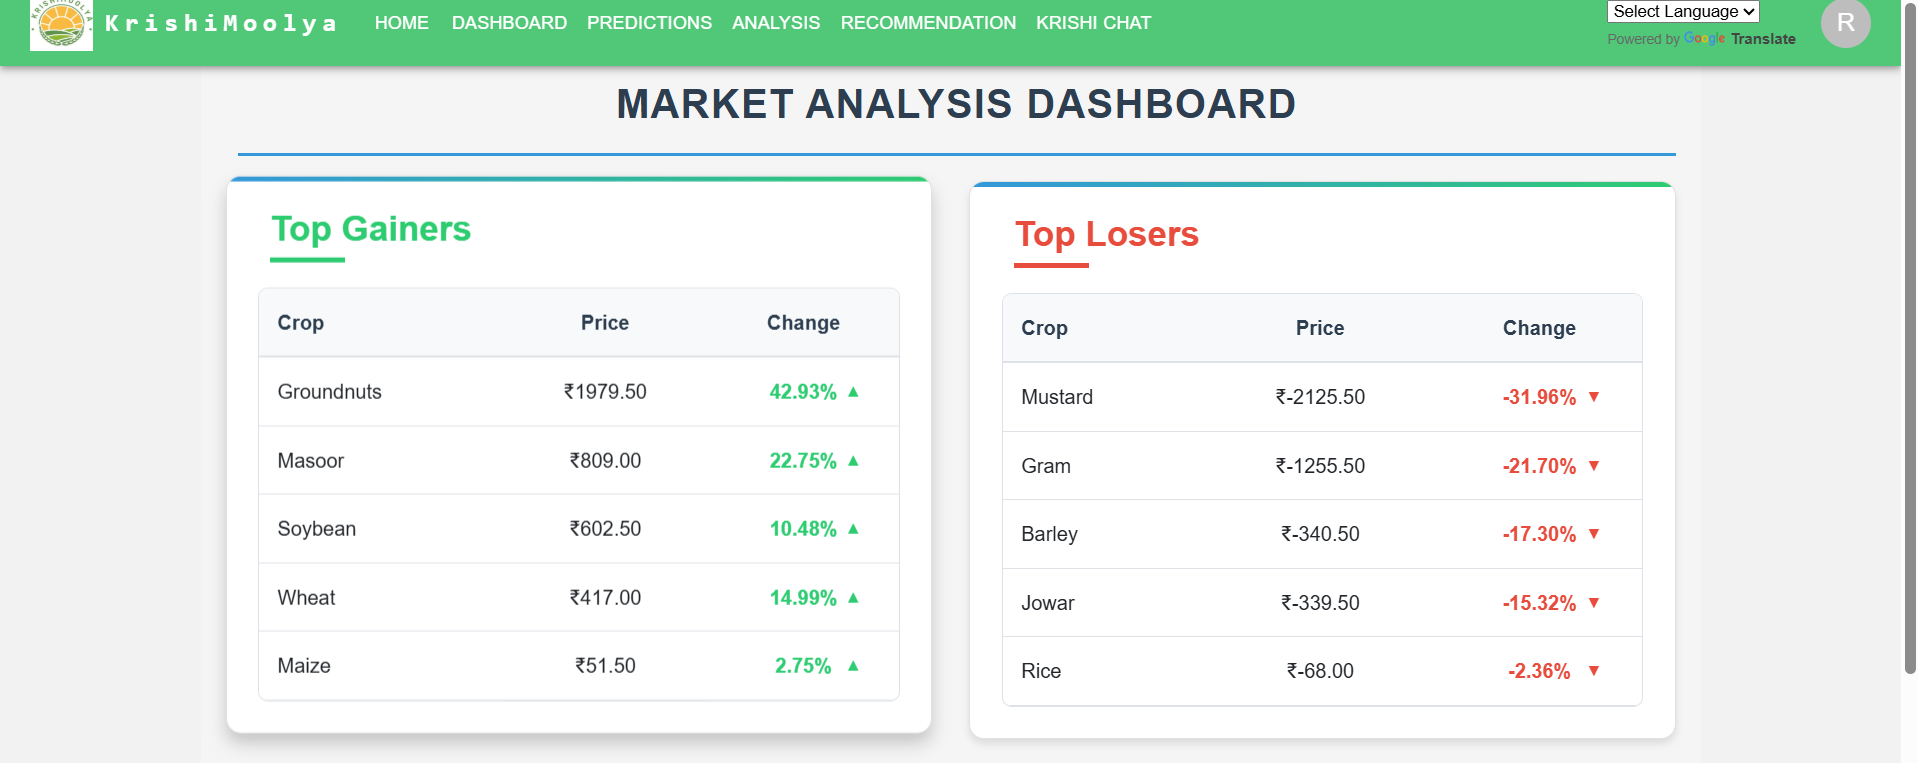 KRISHIMOOLYA
KrishiMoolya
HOME DASHBOARD PREDICTIONS ANALYSIS RECOMMENDATION KRISHI CHAT
Select Language
Powered by Google Translate
R
MARKET ANALYSIS DASHBOARD
Top Gainers
Crop Price Change
Groundnuts ₹1979.50 42.93% ▲
Masoor ₹809.00 22.75% ▲
Soybean ₹602.50 10.48% ▲
Wheat ₹417.00 14.99% ▲
Maize ₹51.50 2.75% ▲
Top Losers
Crop Price Change
Mustard ₹-2125.50 -31.96% ▼
Gram ₹-1255.50 -21.70% ▼
Barley ₹-340.50 -17.30% ▼
Jowar ₹-339.50 -15.32% ▼
Rice ₹-68.00 -2.36% ▼